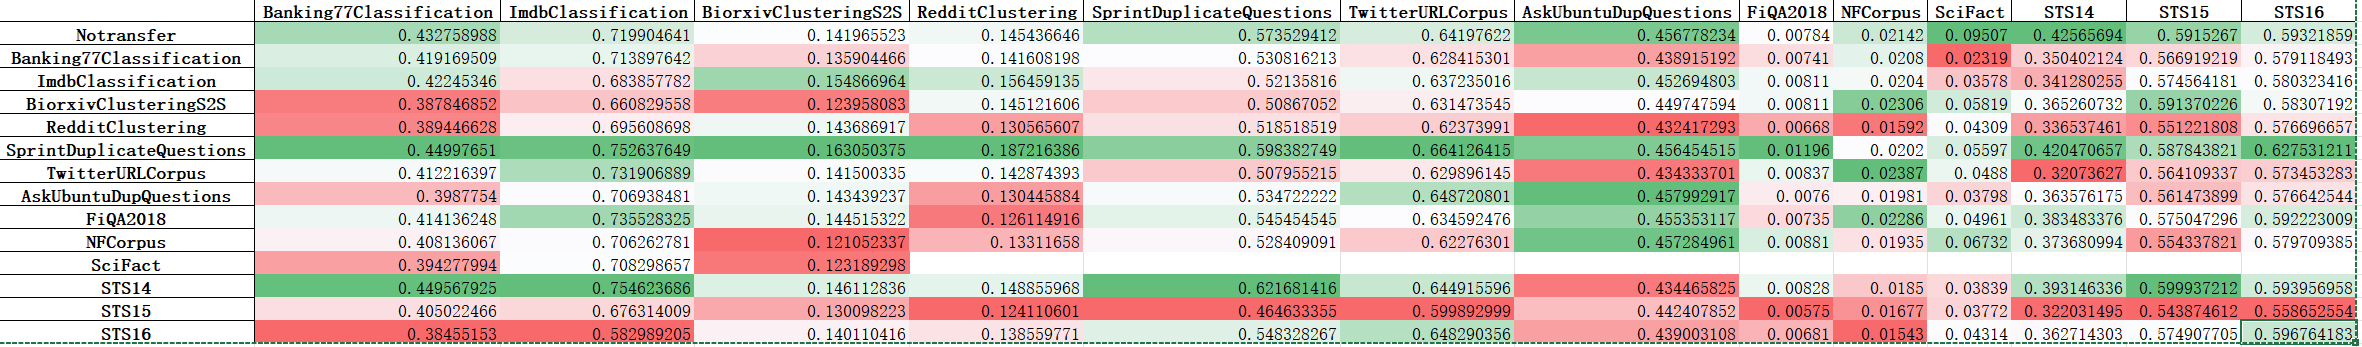 Banking77Classification ImdbClassification BiorxivClusteringS2S RedditClustering SprintDuplicateQuestions TwitterURLCorpus AskUbuntuDupQuestions FiQA2018 NFCorpus SciFact STS14 STS15 STS16
Notransfer 0.432758988 0.719904641 0.141965523 0.145436646 0.573529412 0.64197622 0.456778234 0.00784 0.02142 0.09507 0.42565694 0.5915267 0.59321859
Banking77Classification 0.419169509 0.713897642 0.135904466 0.141608198 0.530816213 0.628415301 0.438915192 0.00741 0.0208 0.02319 0.350402124 0.566919219 0.579118493
ImdbClassification 0.42245346 0.683857782 0.154866964 0.156459135 0.52135816 0.637235016 0.452694803 0.00811 0.0204 0.03578 0.341280255 0.574564181 0.580323416
BiorxivClusteringS2S 0.387846852 0.660829558 0.123958083 0.145121606 0.50867052 0.631473545 0.449747594 0.00811 0.02306 0.05819 0.365260732 0.591370226 0.58307192
RedditClustering 0.389446628 0.695608698 0.143686917 0.130565607 0.518518519 0.62373991 0.432417293 0.00668 0.01592 0.04309 0.336537461 0.551221808 0.576696657
SprintDuplicateQuestions 0.44997651 0.752637649 0.163050375 0.187216386 0.598382749 0.664126415 0.456454515 0.01196 0.0202 0.05597 0.420470657 0.587843821 0.627531211
TwitterURLCorpus 0.412216397 0.731906889 0.141500335 0.142874393 0.507955215 0.629896145 0.434333701 0.00837 0.02387 0.0488 0.32073627 0.564109337 0.573453283
AskUbuntuDupQuestions 0.3987754 0.706938481 0.143439237 0.130445884 0.534722222 0.648720801 0.457992917 0.0076 0.01981 0.03798 0.363576175 0.561473899 0.576642544
FiQA2018 0.414136248 0.735528325 0.144515322 0.126114916 0.545454545 0.634592476 0.455353117 0.00735 0.02286 0.04961 0.383483376 0.575047296 0.592223009
NFCorpus 0.408136067 0.706262781 0.121052337 0.13311658 0.528409091 0.62276301 0.457284961 0.00881 0.01935 0.06732 0.373680994 0.554337821 0.579709385
SciFact 0.394277994 0.708298657 0.123189298
STS14 0.449567925 0.754623686 0.146112836 0.148855968 0.621681416 0.644915596 0.434465825 0.00828 0.0185 0.03839 0.393146336 0.599937212 0.593956958
STS15 0.405022466 0.676314009 0.130098223 0.124110601 0.464633355 0.599892999 0.442407852 0.00575 0.01677 0.03772 0.322031495 0.543874612 0.558652554
STS16 0.38455153 0.582989205 0.140110416 0.138559771 0.548328267 0.648290356 0.439003108 0.00681 0.01543 0.04314 0.362714303 0.574907705 0.596764183